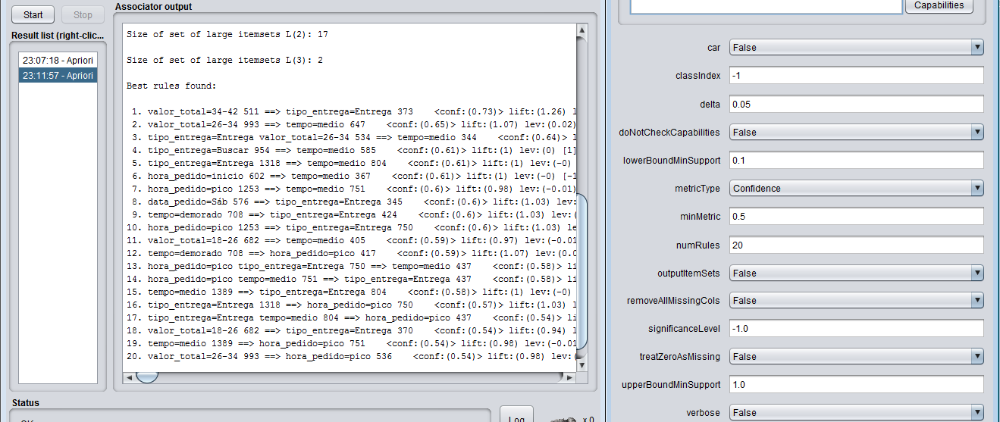 Start
Stop
Result list (right-clic...
23:07:18 - Apriori
23:11:57 - Apriori
Associator output
Size of set of large itemsets L(2): 17
Size of set of large itemsets L(3): 2
Best rules found:
1. valor_total=34-42 511 ==> tipo_entrega=Entrega 373 <conf:(0.73)> lift:(1.26) l
2. valor_total=26-34 993 ==> tempo=medio 647 <conf:(0.65)> lift:(1.07) lev:(0.02)
3. tipo_entrega=Entrega valor_total=26-34 534 ==> tempo=medio 344 <conf:(0.64)> l
4. tipo_entrega=Buscar 954 ==> tempo=medio 585 <conf:(0.61)> lift:(1) lev:(0) [1]
5. tipo_entrega=Entrega 1318 ==> tempo=medio 804 <conf:(0.61)> lift:(1) lev:(-0)
6. hora_pedido=inicio 602 ==> tempo=medio 367 <conf:(0.61)> lift:(1) lev:(-0) [-1
7. hora_pedido=pico 1253 ==> tempo=medio 751 <conf:(0.6)> lift:(0.98) lev:(-0.01)
8. data_pedido=Sáb 576 ==> tipo_entrega=Entrega 345 <conf:(0.6)> lift:(1.03) lev:
9. tempo=demorado 708 ==> tipo_entrega=Entrega 424 <conf:(0.6)> lift:(1.03) lev:(
10. hora_pedido=pico 1253 ==> tipo_entrega=Entrega 750 <conf:(0.6)> lift:(1.03) le
11. valor_total=18-26 682 ==> tempo=medio 405 <conf:(0.59)> lift:(0.97) lev:(-0.01
12. tempo=demorado 708 ==> hora_pedido=pico 417 <conf:(0.59)> lift:(1.07) lev:(0.0
13. hora_pedido=pico tipo_entrega=Entrega 750 ==> tempo=medio 437 <conf:(0.58)> li
14. hora_pedido=pico tempo=medio 751 ==> tipo_entrega=Entrega 437 <conf:(0.58)> li
15. tempo=medio 1389 ==> tipo_entrega=Entrega 804 <conf:(0.58)> lift:(1) lev:(-0)
16. tipo_entrega=Entrega 1318 ==> hora_pedido=pico 750 <conf:(0.57)> lift:(1.03) l
17. tipo_entrega=Entrega tempo=medio 804 ==> hora_pedido=pico 437 <conf:(0.54)> l
18. valor_total=18-26 682 ==> tipo_entrega=Entrega 370 <conf:(0.54)> lift:(0.94) l
19. tempo=medio 1389 ==> hora_pedido=pico 751 <conf:(0.54)> lift:(0.98) lev:(-0.01
20. valor_total=26-34 993 ==> hora_pedido=pico 536 <conf:(0.54)> lift:(0.98) lev:(
Status
Log
x 0
Capabilities
car False
classIndex -1
delta 0.05
doNotCheckCapabilities False
lowerBoundMinSupport 0.1
metricType Confidence
minMetric 0.5
numRules 20
outputItemSets False
removeAllMissingCols False
significanceLevel -1.0
treatZeroAsMissing False
upperBoundMinSupport 1.0
verbose False